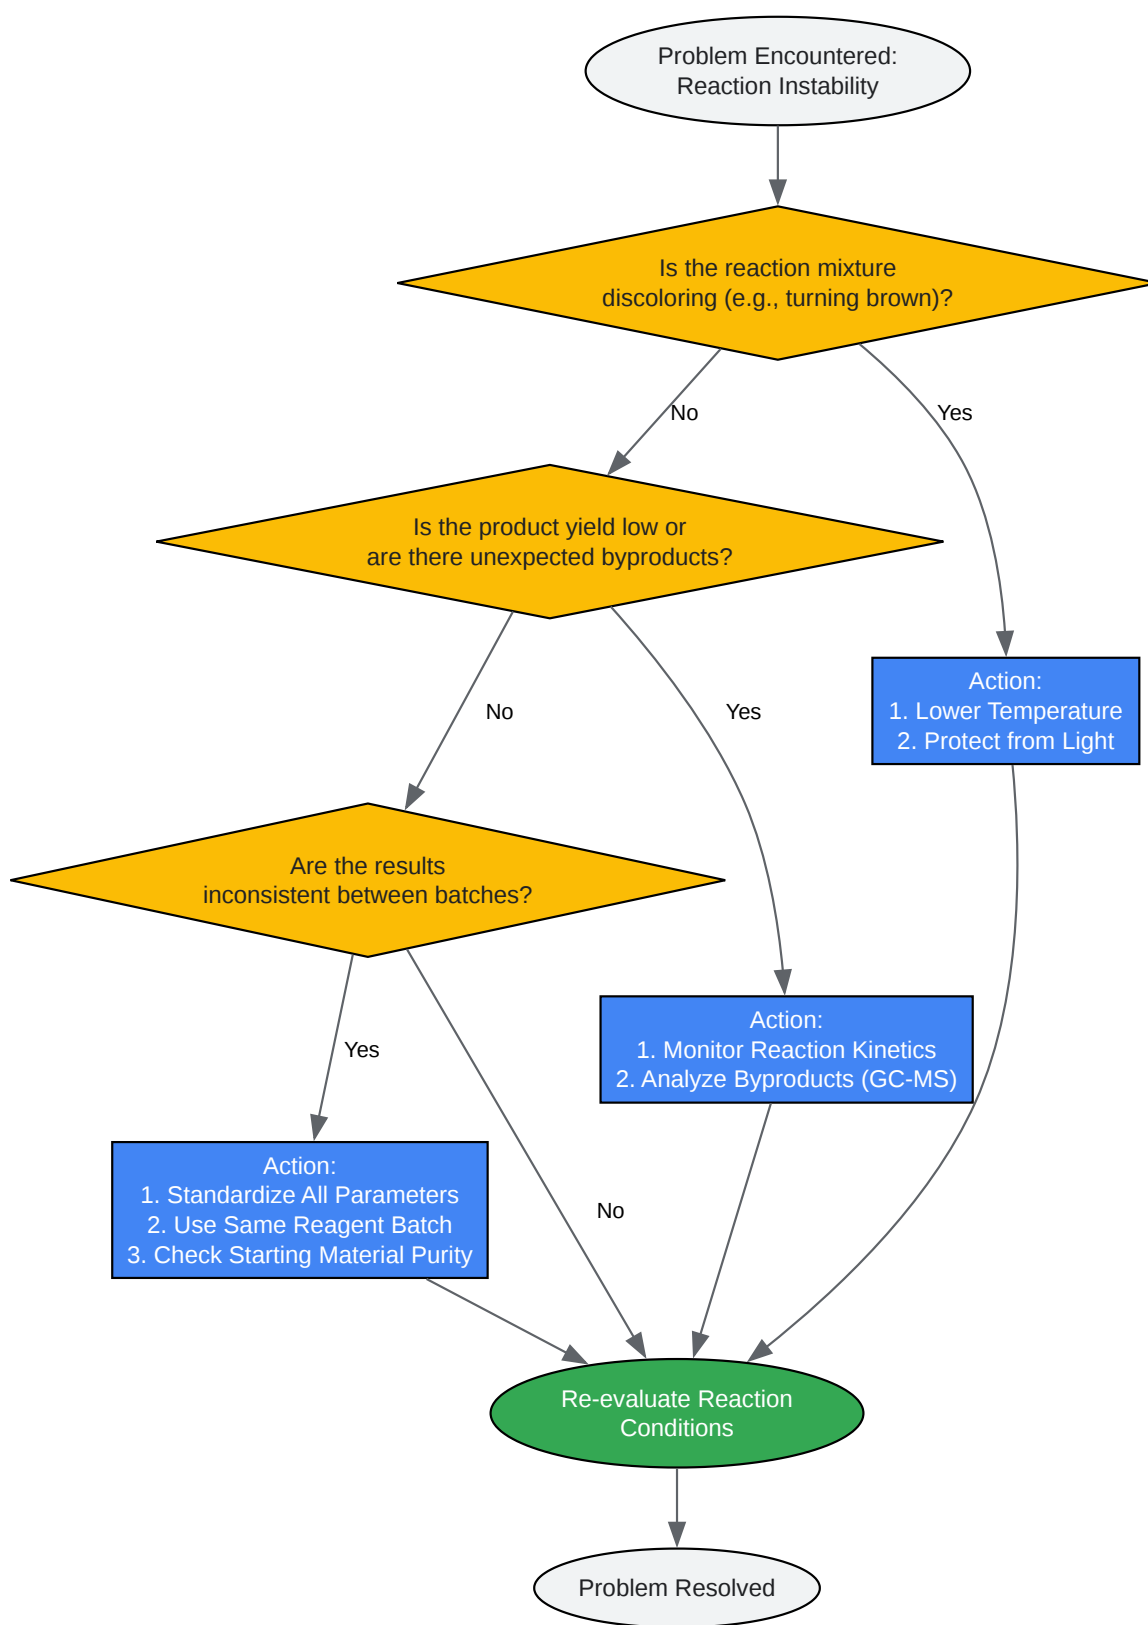 Problem Encountered:
Reaction Instability
Is the reaction mixture
discoloring (e.g., turning brown)?
No
Yes
Is the product yield low or
are there unexpected byproducts?
No
Yes
Action:
1. Lower Temperature
2. Protect from Light
Are the results
inconsistent between batches?
Yes
No
Action:
1. Monitor Reaction Kinetics
2. Analyze Byproducts (GC-MS)
Action:
1. Standardize All Parameters
2. Use Same Reagent Batch
3. Check Starting Material Purity
Re-evaluate Reaction
Conditions
Problem Resolved